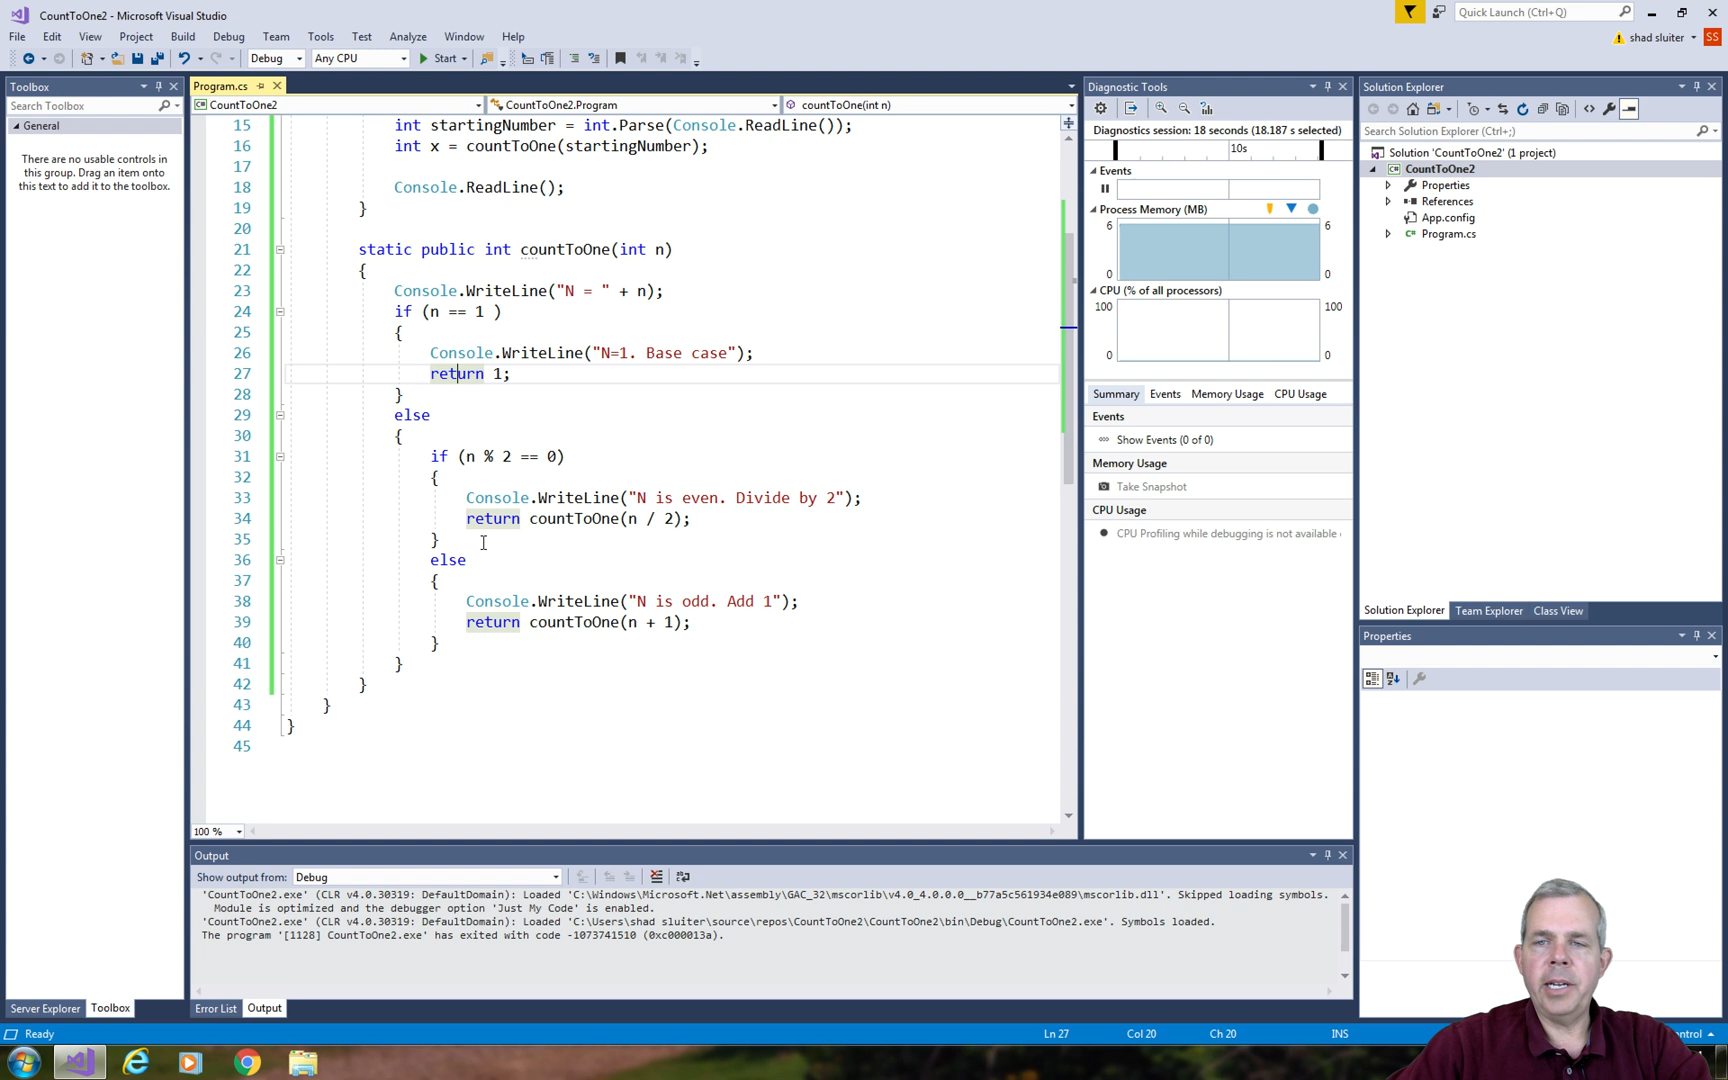 CountToOne2 - Microsoft Visual Studio
Quick Launch (Ctrl+Q)
File Edit View Project Build Debug Team Tools Test Analyze Window Help
shad sluiter SS
Debug Any CPU Start
Toolbox
Search Toolbox
General
There are no usable controls in
this group. Drag an item onto
this text to add it to the toolbox.
Program.cs
CountToOne2 CountToOne2.Program countToOne(int n)
15 int startingNumber = int.Parse(Console.ReadLine());
16 int x = countToOne(startingNumber);
17
18 Console.ReadLine();
19 }
20
21 static public int countToOne(int n)
22 {
23 Console.WriteLine("N = " + n);
24 if (n == 1 )
25 {
26 Console.WriteLine("N=1. Base case");
27 return 1;
28 }
29 else
30 {
31 if (n % 2 == 0)
32 {
33 Console.WriteLine("N is even. Divide by 2");
34 return countToOne(n / 2);
35 }
36 else
37 {
38 Console.WriteLine("N is odd. Add 1");
39 return countToOne(n + 1);
40 }
41 }
42 }
43 }
44 }
45
100 %
Diagnostic Tools
Diagnostics session: 18 seconds (18.187 s selected)
10s
Events
Process Memory (MB)
6 6
0 0
CPU (% of all processors)
100 100
0 0
Summary Events Memory Usage CPU Usage
Events
Show Events (0 of 0)
Memory Usage
Take Snapshot
CPU Usage
CPU Profiling while debugging is not available
Solution Explorer
Search Solution Explorer (Ctrl+;)
Solution 'CountToOne2' (1 project)
CountToOne2
Properties
References
App.config
Program.cs
Solution Explorer Team Explorer Class View
Properties
Output
Show output from: Debug
'CountToOne2.exe' (CLR v4.0.30319: DefaultDomain): Loaded 'C:\Windows\Microsoft.Net\assembly\GAC_32\mscorlib\v4.0_4.0.0.0__b77a5c561934e089\mscorlib.dll'. Skipped loading symbols.
Module is optimized and the debugger option 'Just My Code' is enabled.
'CountToOne2.exe' (CLR v4.0.30319: DefaultDomain): Loaded 'C:\Users\shad sluiter\source\repos\CountToOne2\CountToOne2\bin\Debug\CountToOne2.exe'. Symbols loaded.
The program '[1128] CountToOne2.exe' has exited with code -1073741510 (0xc000013a).
Server Explorer Toolbox
Error List Output
Ready Ln 27 Col 20 Ch 20 INS